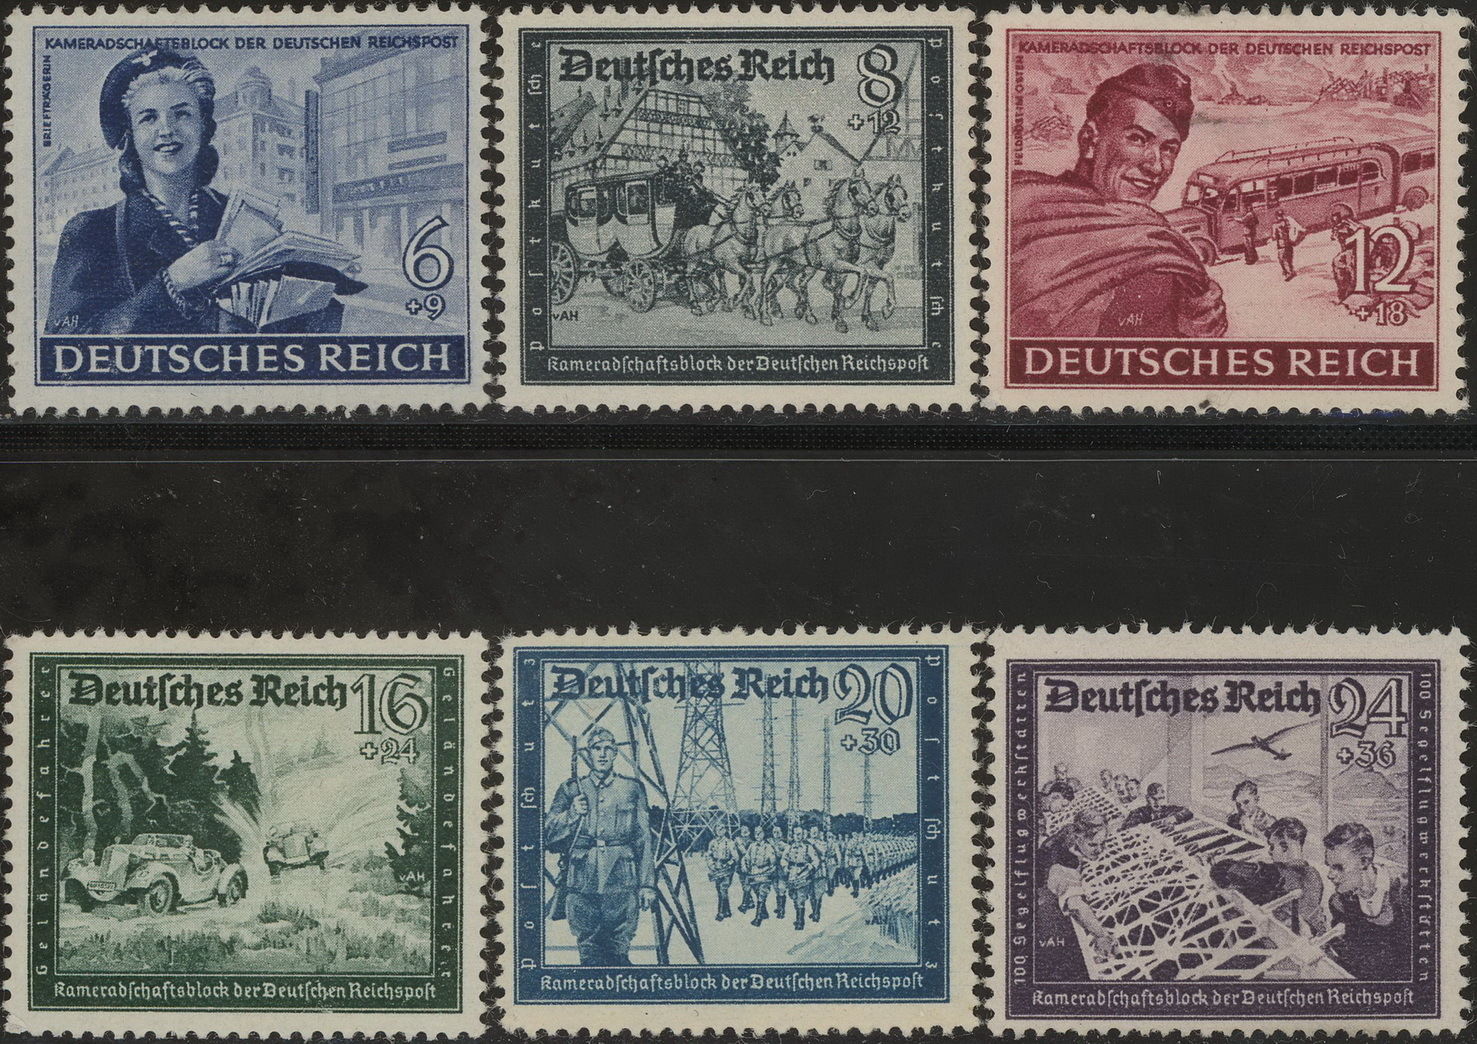 KAMERADSCHAFTSBLOCK DER DEUTSCHEN REICHSPOST
BRIEFTRÄGERIN
6
+9
vAH
DEUTSCHES REICH
Deutſches Reich
8
+12
Poſtkutſche
Poſtkutſche
vAH
Kameradſchaftsblock der Deutſchen Reichspoſt
KAMERADSCHAFTSBLOCK DER DEUTSCHEN REICHSPOST
FELDPOST IM OSTEN
12
+18
vAH
DEUTSCHES REICH
Deutſches Reich
16
+24
Geländefahrer
Geländefahrer
vAH
Kameradſchaftsblock der Deutſchen Reichspoſt
Deutſches Reich
20
+30
Poſtſchutz
Poſtſchutz
Kameradſchaftsblock der Deutſchen Reichspoſt
Deutſches Reich
24
+36
100 Segelflugwerkſtätten
100 Segelflugwerkſtätten
vAH
Kameradſchaftsblock der Deutſchen Reichspoſt